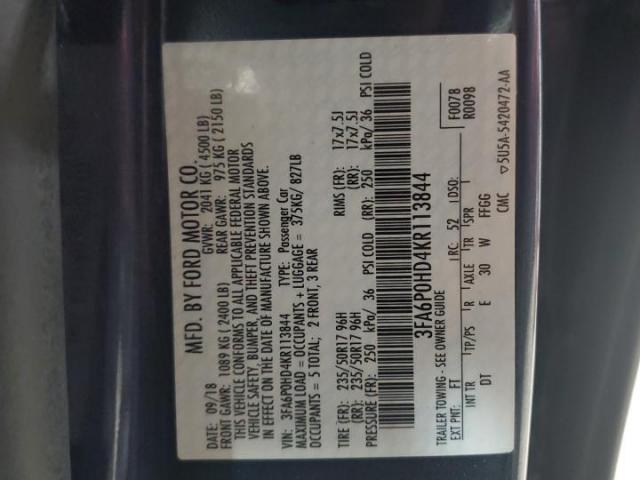 MFD. BY FORD MOTOR CO.
DATE: 09/18 GVWR: 2041 KG ( 4500 LB)
FRONT GAWR: 1089 KG ( 2400 LB) REAR GAWR: 975 KG ( 2150 LB)
THIS VEHICLE CONFORMS TO ALL APPLICABLE FEDERAL MOTOR
VEHICLE SAFETY, BUMPER, AND THEFT PREVENTION STANDARDS
IN EFFECT ON THE DATE OF MANUFACTURE SHOWN ABOVE.
VIN: 3FA6P0HD4KR113844 TYPE: Passenger Car
MAXIMUM LOAD = OCCUPANTS + LUGGAGE = 375KG/ 827LB
OCCUPANTS = 5 TOTAL; 2 FRONT, 3 REAR
TIRE (FR): 235/50R17 96H RIMS (FR): 17x7.5J
(RR): 235/50R17 96H (RR): 17x7.5J
PRESSURE (FR): 250 kPa/ 36 PSI COLD (RR): 250 kPa/ 36 PSI COLD
3FA6P0HD4KR113844
TRAILER TOWING - SEE OWNER GUIDE
F0078
R0098
EXT PNT: FT RC: 52 DSO:
INT TR TP/PS R AXLE TR SPR
DT E 30 W FFGG
CMC ▽5U5A-5420472-AA